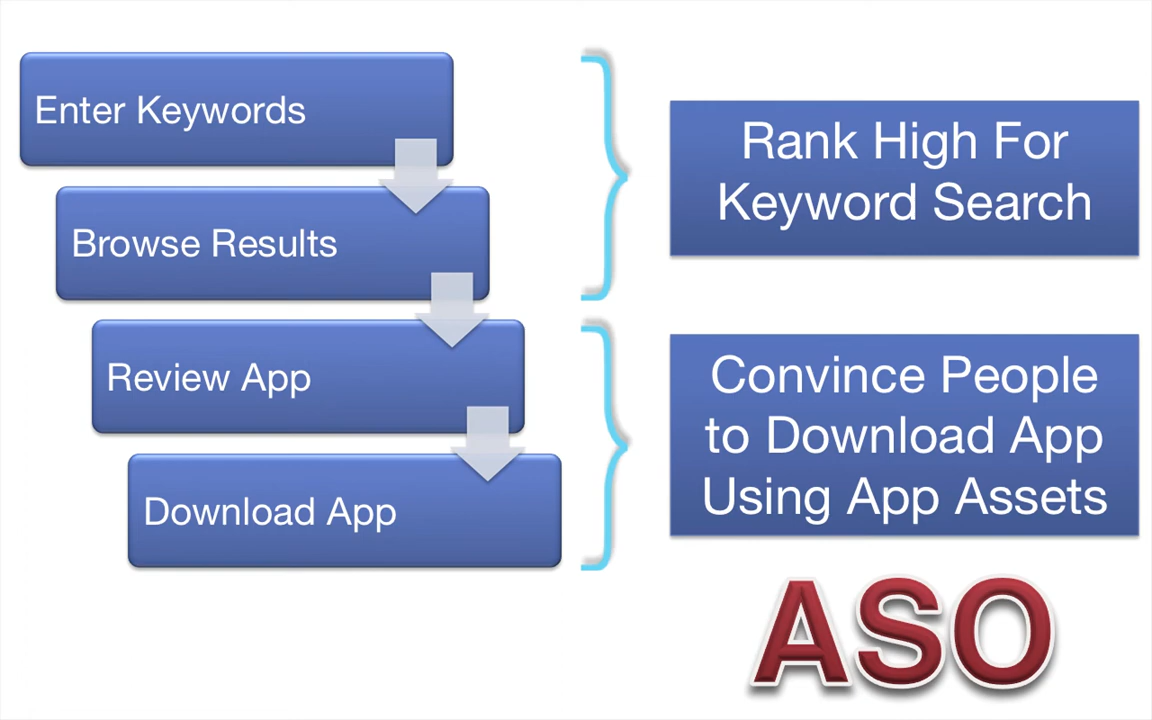 Enter Keywords
Browse Results
Review App
Download App
Rank High For
Keyword Search
Convince People
to Download App
Using App Assets
ASO